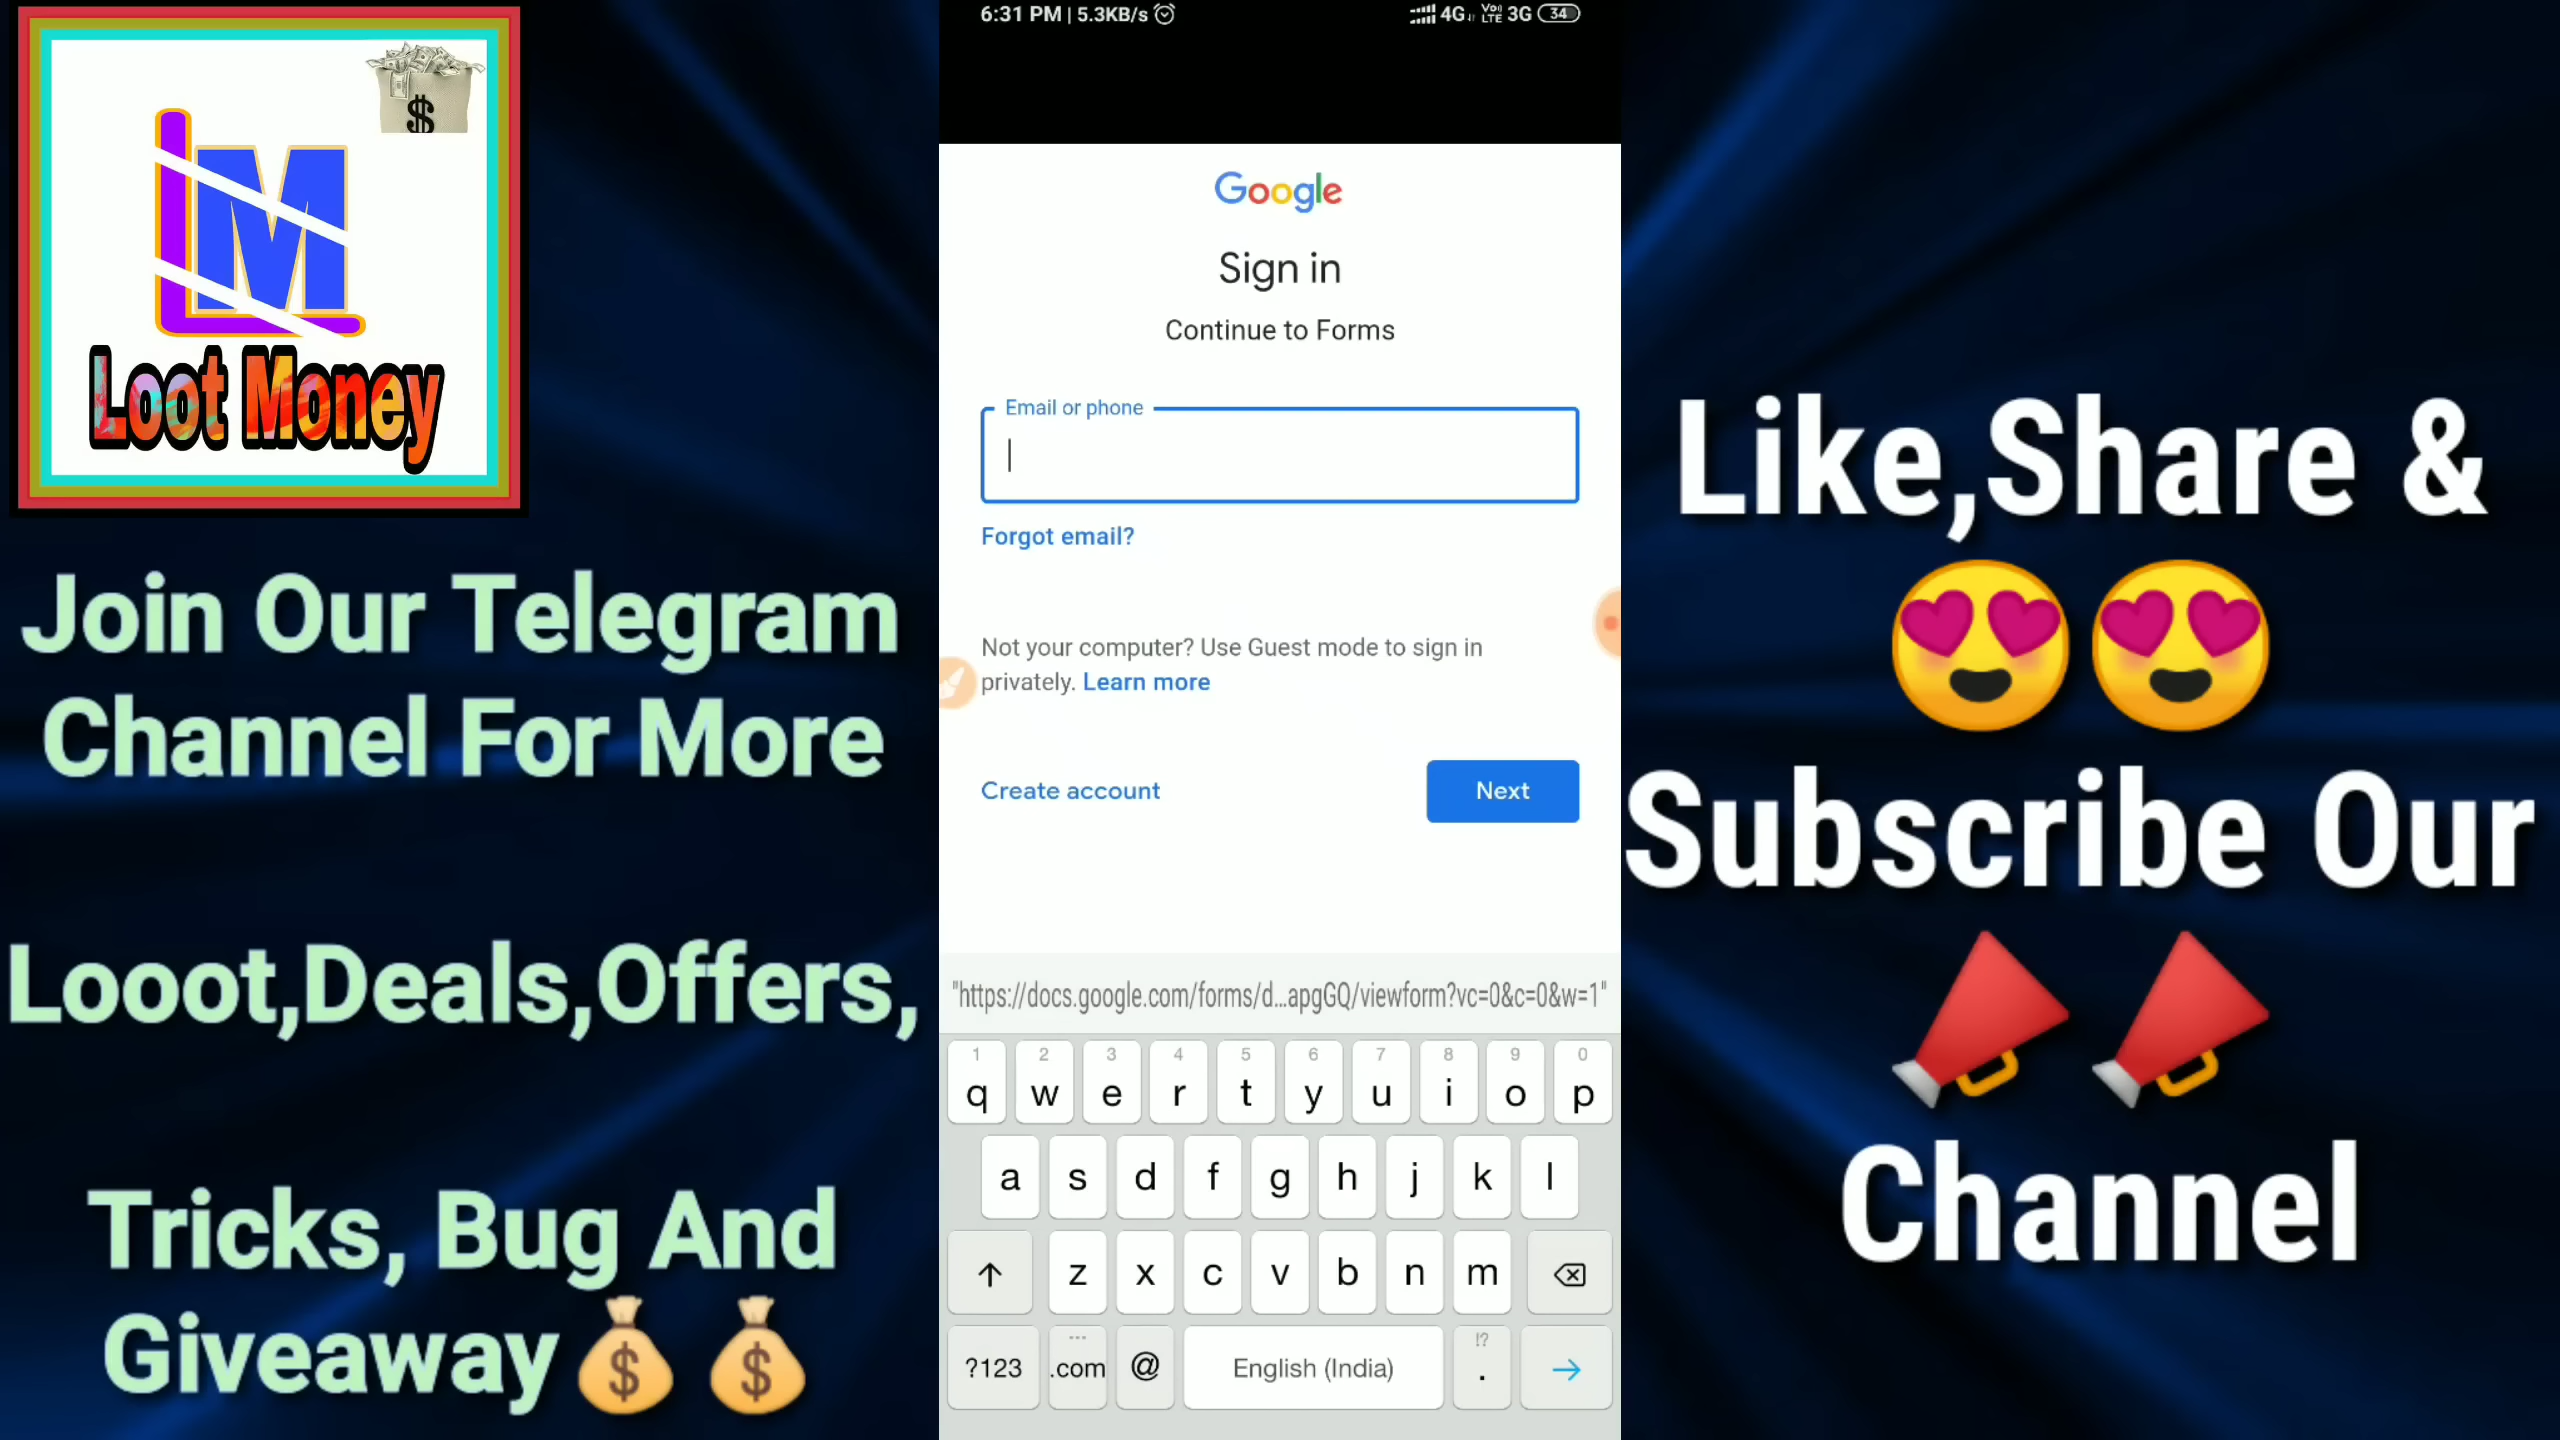 6:31 PM | 5.3KB/s
4G Vo) LTE 3G 34
$
LM
Loot Money
Join Our Telegram
Channel For More
Looot,Deals,Offers,
Tricks, Bug And
Giveaway
$ $
Google
Sign in
Continue to Forms
Email or phone
Forgot email?
Not your computer? Use Guest mode to sign in
privately. Learn more
Create account
Next
"https://docs.google.com/forms/d...apgGQ/viewform?vc=0&c=0&w=1"
1 2 3 4 5 6 7 8 9 0
q w e r t y u i o p
a s d f g h j k l
z x c v b n m
... !?
?123 .com @ English (India) .
Like,Share &
Subscribe Our
Channel